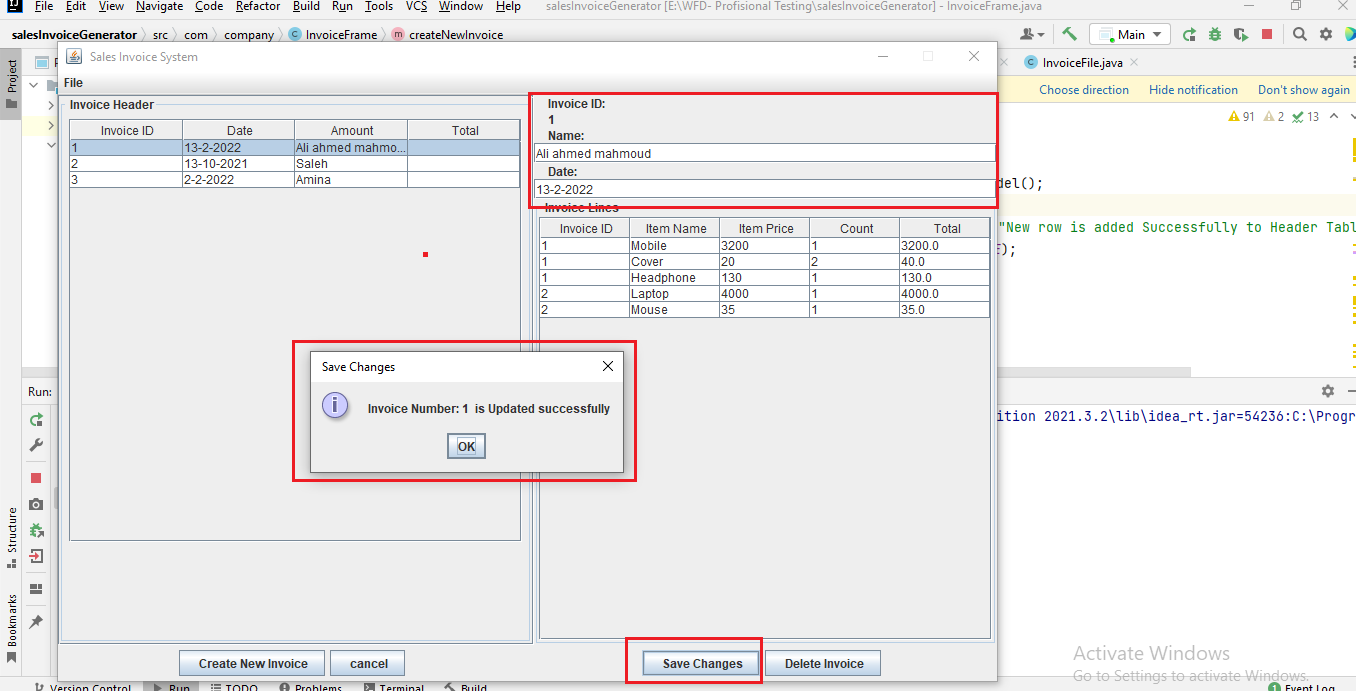 File Edit View Navigate Code Refactor Build Run Tools VCS Window Help salesInvoiceGenerator [E:\WFD- Profisional Testing\salesInvoiceGenerator] - InvoiceFrame.java
salesInvoiceGenerator src com company C InvoiceFrame m createNewInvoice Main
Project
Sales Invoice System
C InvoiceFile.java
File
Choose direction Hide notification Don't show again
91 2 13
Invoice Header
Invoice ID Date Amount Total
1 13-2-2022 Ali ahmed mahmo...
2 13-10-2021 Saleh
3 2-2-2022 Amina
Invoice ID:
1
Name:
Ali ahmed mahmoud
Date:
13-2-2022
Invoice Lines
Invoice ID Item Name Item Price Count Total
1 Mobile 3200 1 3200.0
1 Cover 20 2 40.0
1 Headphone 130 1 130.0
2 Laptop 4000 1 4000.0
2 Mouse 35 1 35.0
del();
"New row is added Successfully to Header Tabl
);
Save Changes
Invoice Number: 1 is Updated successfully
OK
Run:
ition 2021.3.2\lib\idea_rt.jar=54236:C:\Progr
Structure
Bookmarks
Create New Invoice cancel Save Changes Delete Invoice
Activate Windows
Go to Settings to activate Windows.
Version Control Run TODO Problems Terminal Build 1 Event Log